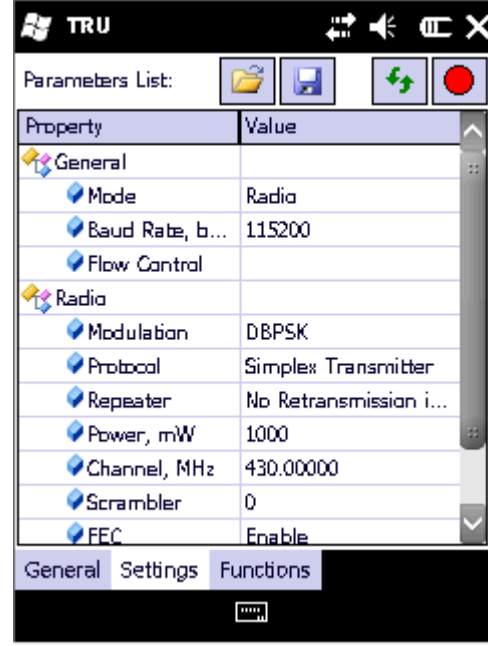 TRU
Parameters List:
Property Value
General
Mode Radio
Baud Rate, b... 115200
Flow Control
Radio
Modulation DBPSK
Protocol Simplex Transmitter
Repeater No Retransmission i...
Power, mW 1000
Channel, MHz 430.00000
Scrambler 0
FEC Enable
General Settings Functions